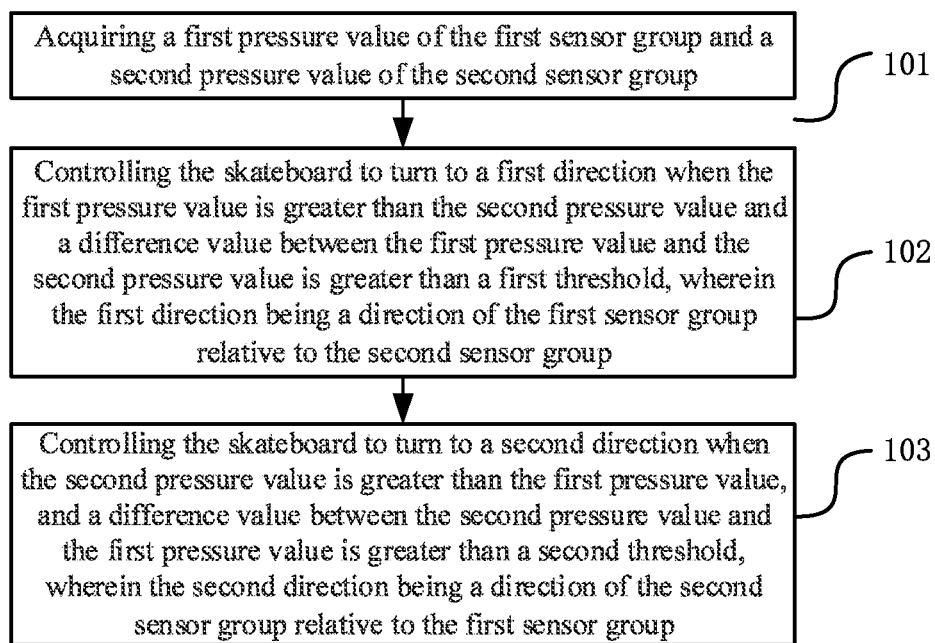 Acquiring a first pressure value of the first sensor group and a
second pressure value of the second sensor group
101
Controlling the skateboard to turn to a first direction when the
first pressure value is greater than the second pressure value and
a difference value between the first pressure value and the
second pressure value is greater than a first threshold, wherein
the first direction being a direction of the first sensor group
relative to the second sensor group
102
Controlling the skateboard to turn to a second direction when
the second pressure value is greater than the first pressure value,
and a difference value between the second pressure value and
the first pressure value is greater than a second threshold,
wherein the second direction being a direction of the second
sensor group relative to the first sensor group
103